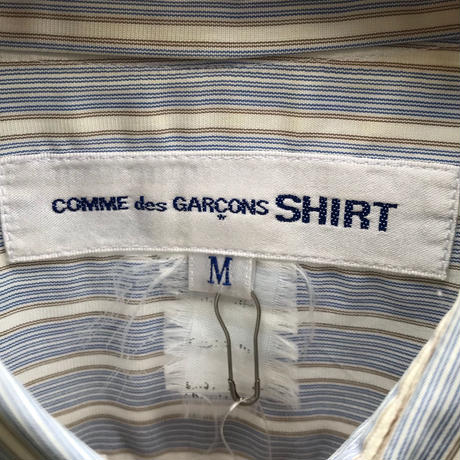 COMME des GARÇONS SHIRT
M